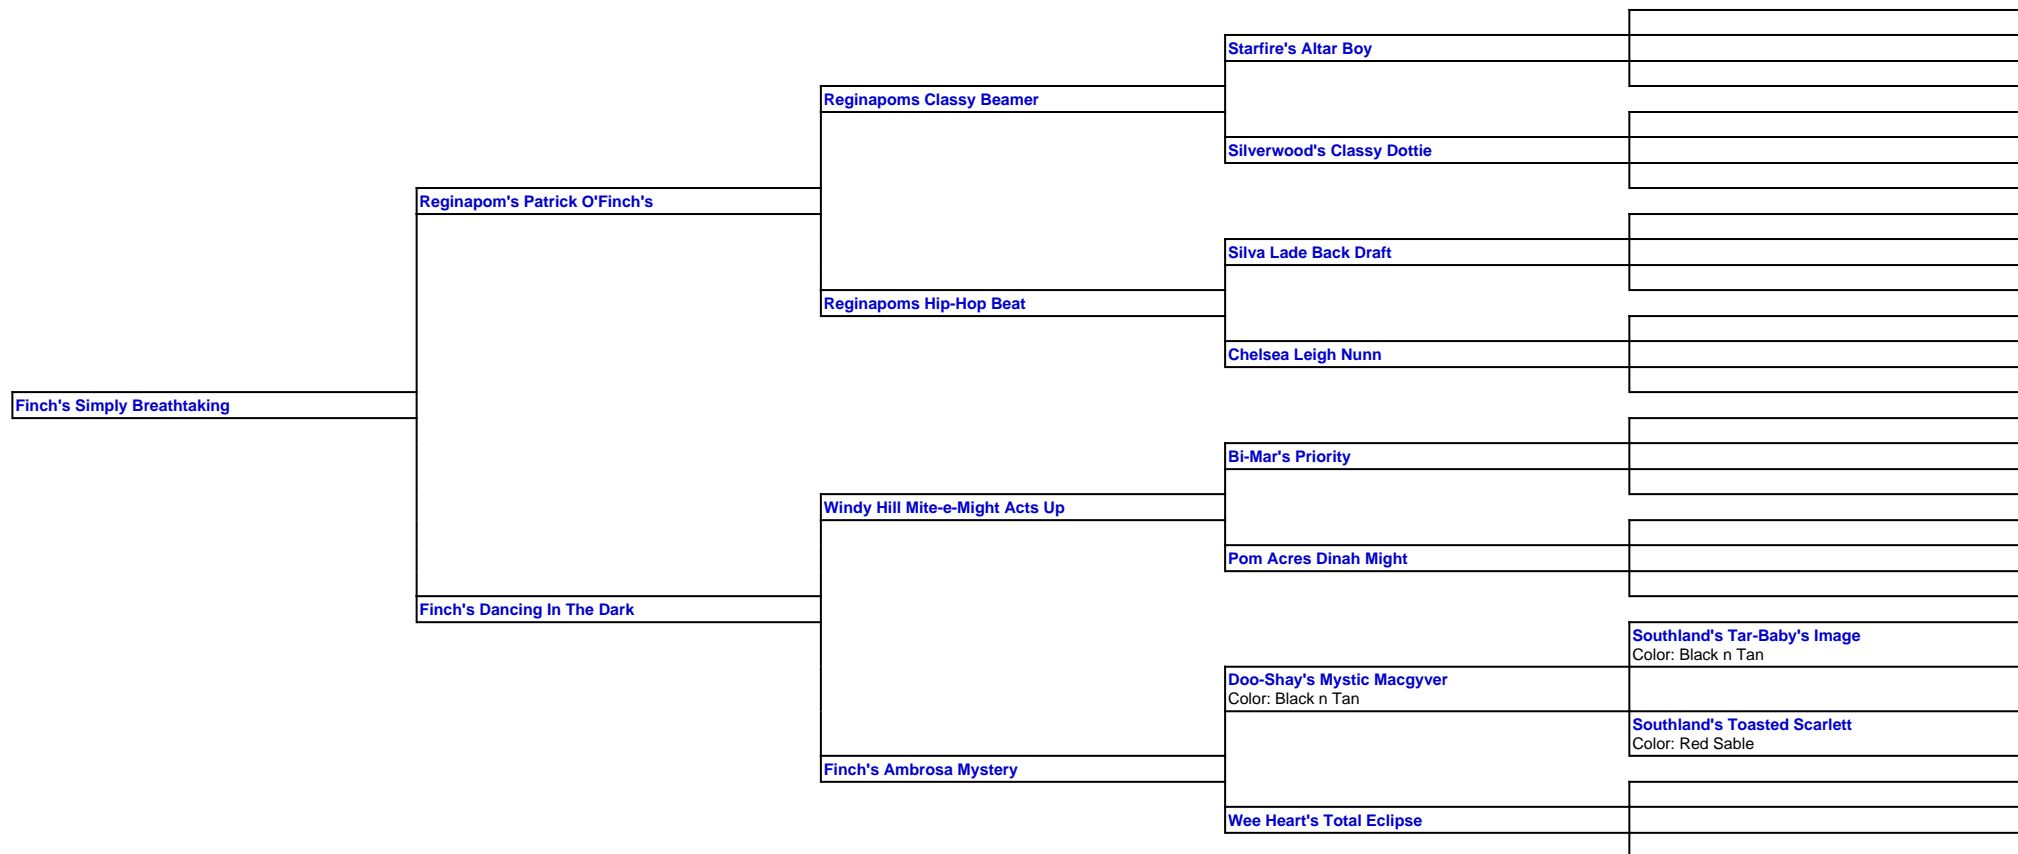 Starfire's Altar Boy
Reginapoms Classy Beamer
Silverwood's Classy Dottie
Reginapom's Patrick O'Finch's
Silva Lade Back Draft
Reginapoms Hip-Hop Beat
Chelsea Leigh Nunn
Finch's Simply Breathtaking
Bi-Mar's Priority
Windy Hill Mite-e-Might Acts Up
Pom Acres Dinah Might
Finch's Dancing In The Dark
Southland's Tar-Baby's Image
Color: Black n Tan
Doo-Shay's Mystic Macgyver
Color: Black n Tan
Southland's Toasted Scarlett
Color: Red Sable
Finch's Ambrosa Mystery
Wee Heart's Total Eclipse